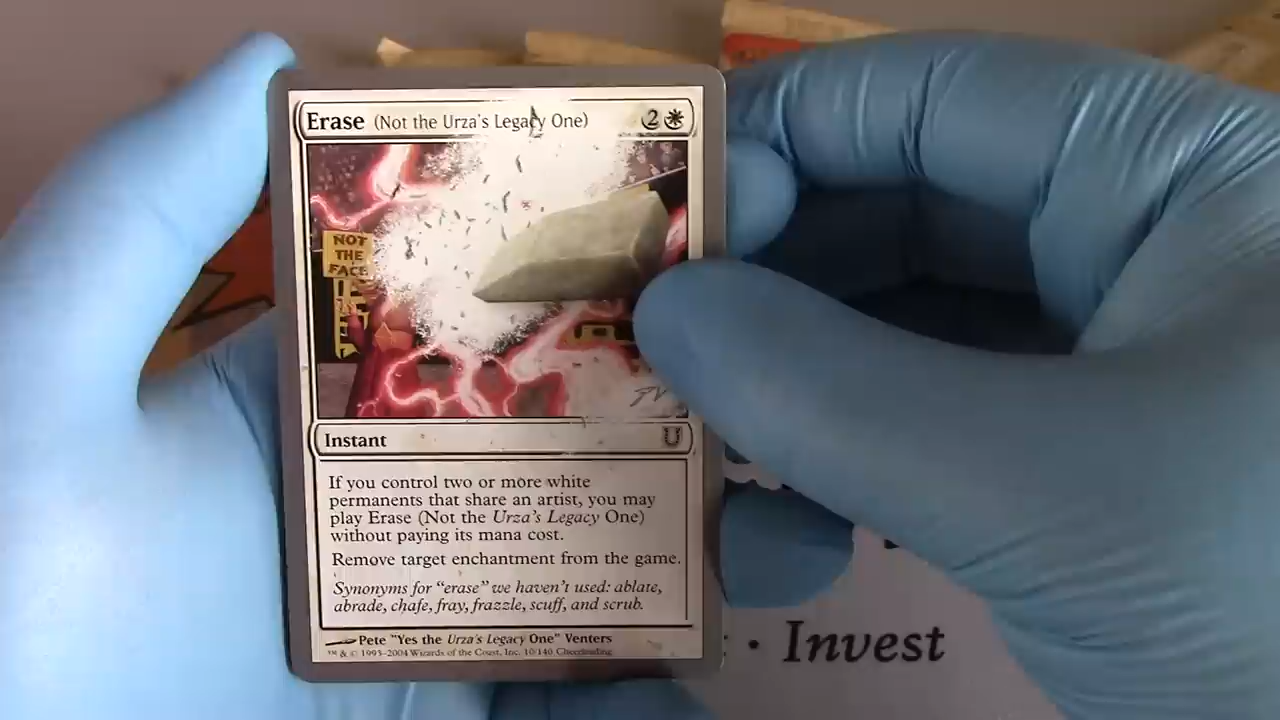 Erase (Not the Urza's Legacy One) 2
NOT
THE
FACE
Instant
If you control two or more white
permanents that share an artist, you may
play Erase (Not the Urza's Legacy One)
without paying its mana cost.
Remove target enchantment from the game.
Synonyms for "erase" we haven't used: ablate,
abrade, chafe, fray, frazzle, scuff, and scrub.
Pete "Yes the Urza's Legacy One" Venters
™ & © 1993–2004 Wizards of the Coast, Inc. 10/140 Cheerleading
· Invest